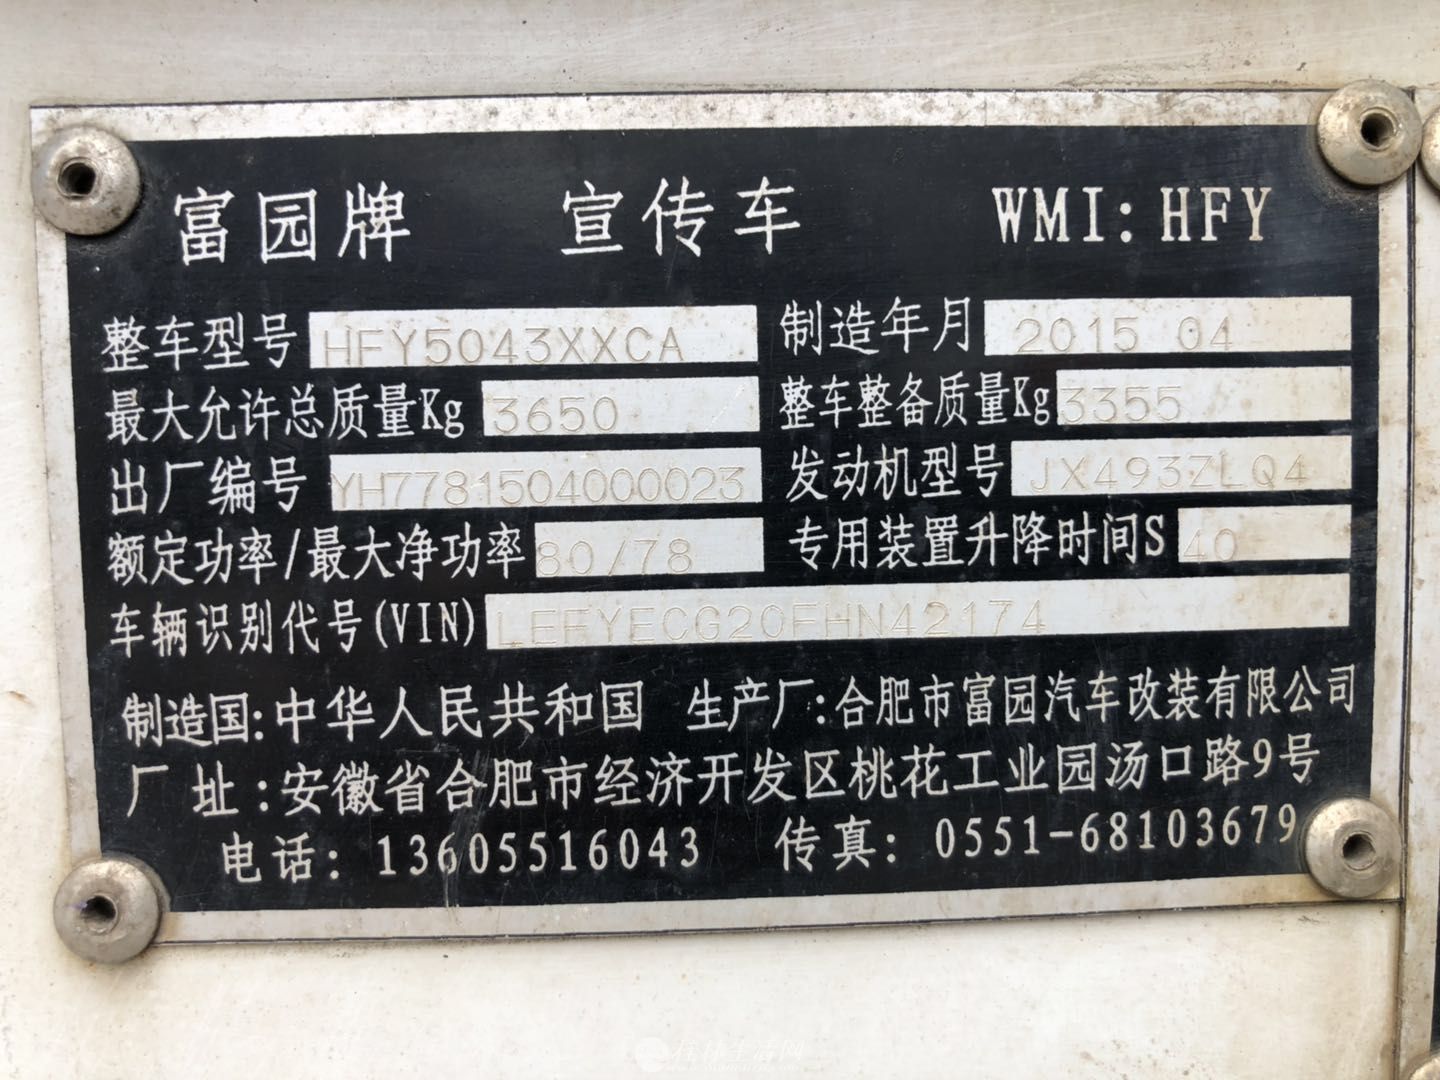 富园牌 宣传车 WMI: HFY
整车型号 HFY5043XXCA 制造年月 2015 04
最大允许总质量Kg 3650 整车整备质量Kg 3355
出厂编号 YH7781504000023 发动机型号 JX493ZLQ4
额定功率/最大净功率 80/78 专用装置升降时间S 40
车辆识别代号(VIN) LEFYECG20FHN42174
制造国:中华人民共和国 生产厂:合肥市富园汽车改装有限公司
厂 址:安徽省合肥市经济开发区桃花工业园汤口路9号
电话: 13605516043 传真: 0551-68103679
桂林生活网